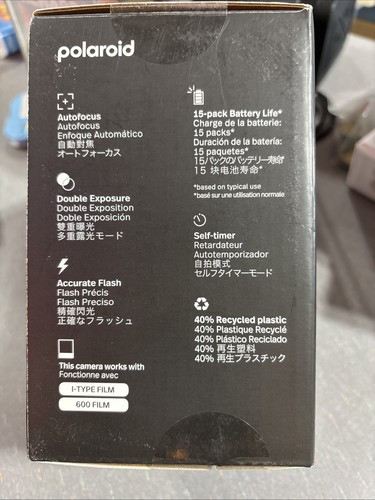 polaroid
Autofocus
Autofocus
Enfoque Automático
自動對焦
オートフォーカス
Double Exposure
Double Exposition
Doble Exposición
雙重曝光
多重露光モード
Accurate Flash
Flash Précis
Flash Preciso
精確閃光
正確なフラッシュ
This camera works with
Fonctionne avec
I-TYPE FILM
600 FILM
15-pack Battery Life*
Charge de la batterie:
15 packs*
Duración de la batería:
15 paquetes*
15パックのバッテリー寿命*
15 块电池寿命*
*based on typical use
*basé sur une utilisation normale
Self-timer
Retardateur
Autotemporizador
自拍模式
セルフタイマーモード
40% Recycled plastic
40% Plastique Recyclé
40% Plástico Reciclado
40% 再生塑料
40% 再生プラスチック